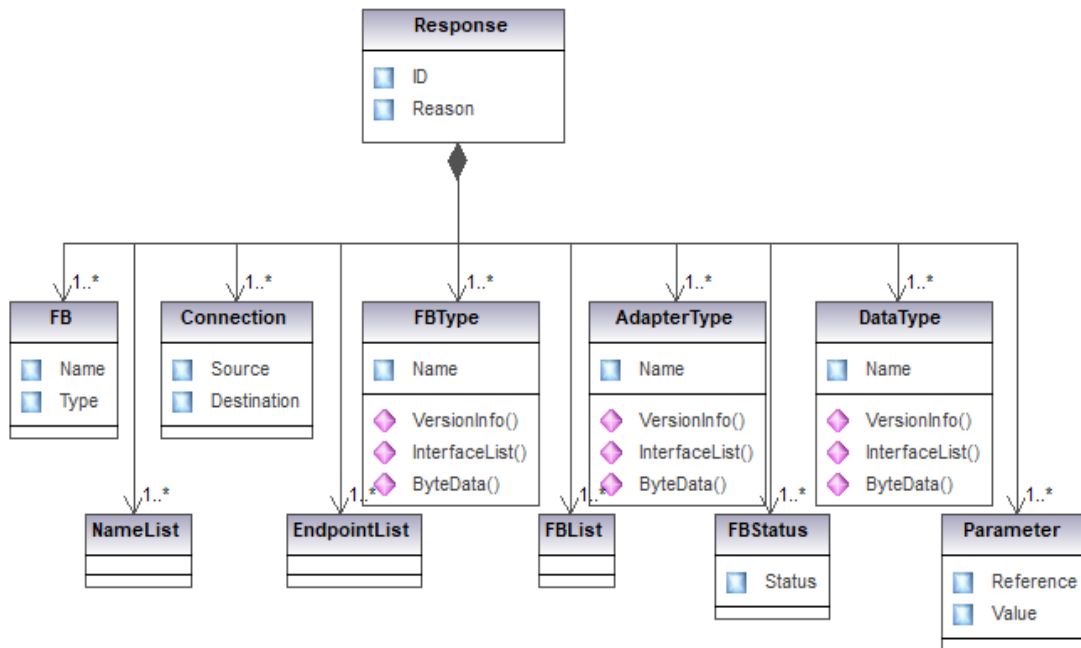 Response
ID
Reason
1..* 1..* 1..* 1..* 1..*
FB
Name
Type
Connection
Source
Destination
FBType
Name
VersionInfo()
InterfaceList()
ByteData()
AdapterType
Name
VersionInfo()
InterfaceList()
ByteData()
DataType
Name
VersionInfo()
InterfaceList()
ByteData()
1..* 1..* 1..* 1..* 1..*
NameList
EndpointList
FBList
FBStatus
Status
Parameter
Reference
Value